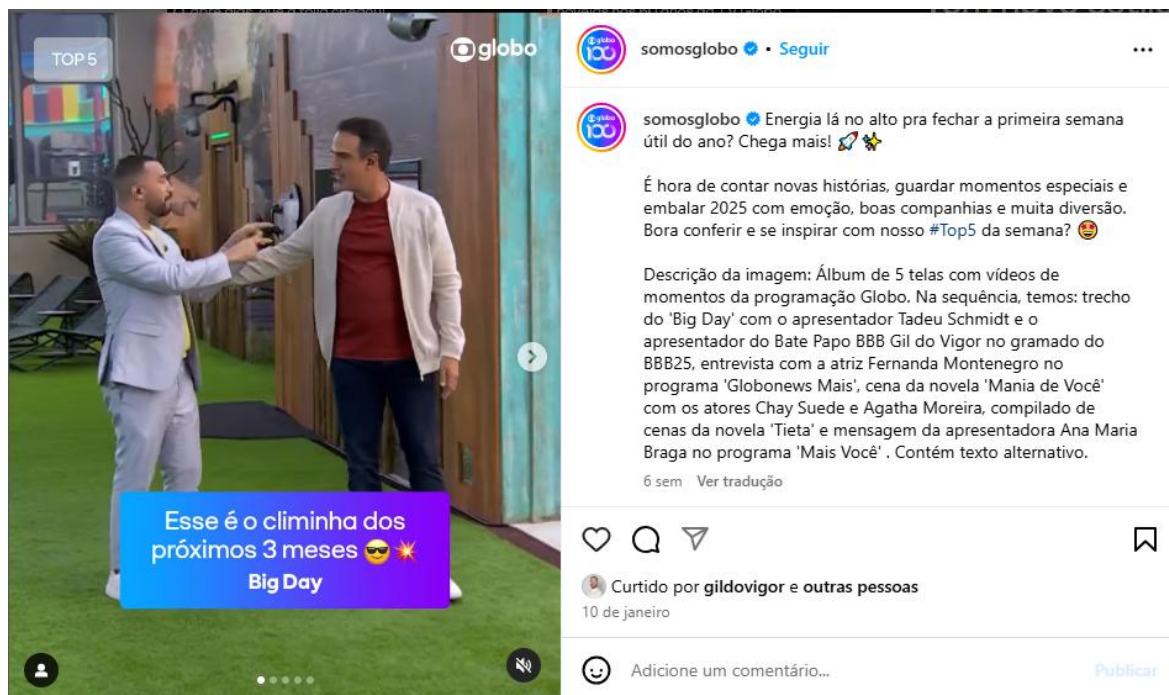 TOP 5
globo
Esse é o climinha dos
próximos 3 meses 😎💥
Big Day
somosglobo • Seguir
somosglobo Energia lá no alto pra fechar a primeira semana
útil do ano? Chega mais! 🚀✨
É hora de contar novas histórias, guardar momentos especiais e
embalar 2025 com emoção, boas companhias e muita diversão.
Bora conferir e se inspirar com nosso #Top5 da semana? 🤩
Descrição da imagem: Álbum de 5 telas com vídeos de
momentos da programação Globo. Na sequência, temos: trecho
do 'Big Day' com o apresentador Tadeu Schmidt e o
apresentador do Bate Papo BBB Gil do Vigor no gramado do
BBB25, entrevista com a atriz Fernanda Montenegro no
programa 'Globonews Mais', cena da novela 'Mania de Você'
com os atores Chay Suede e Agatha Moreira, compilado de
cenas da novela 'Tieta' e mensagem da apresentadora Ana Maria
Braga no programa 'Mais Você' . Contém texto alternativo.
6 sem Ver tradução
Curtido por gildovigor e outras pessoas
10 de janeiro
Adicione um comentário...
Publicar